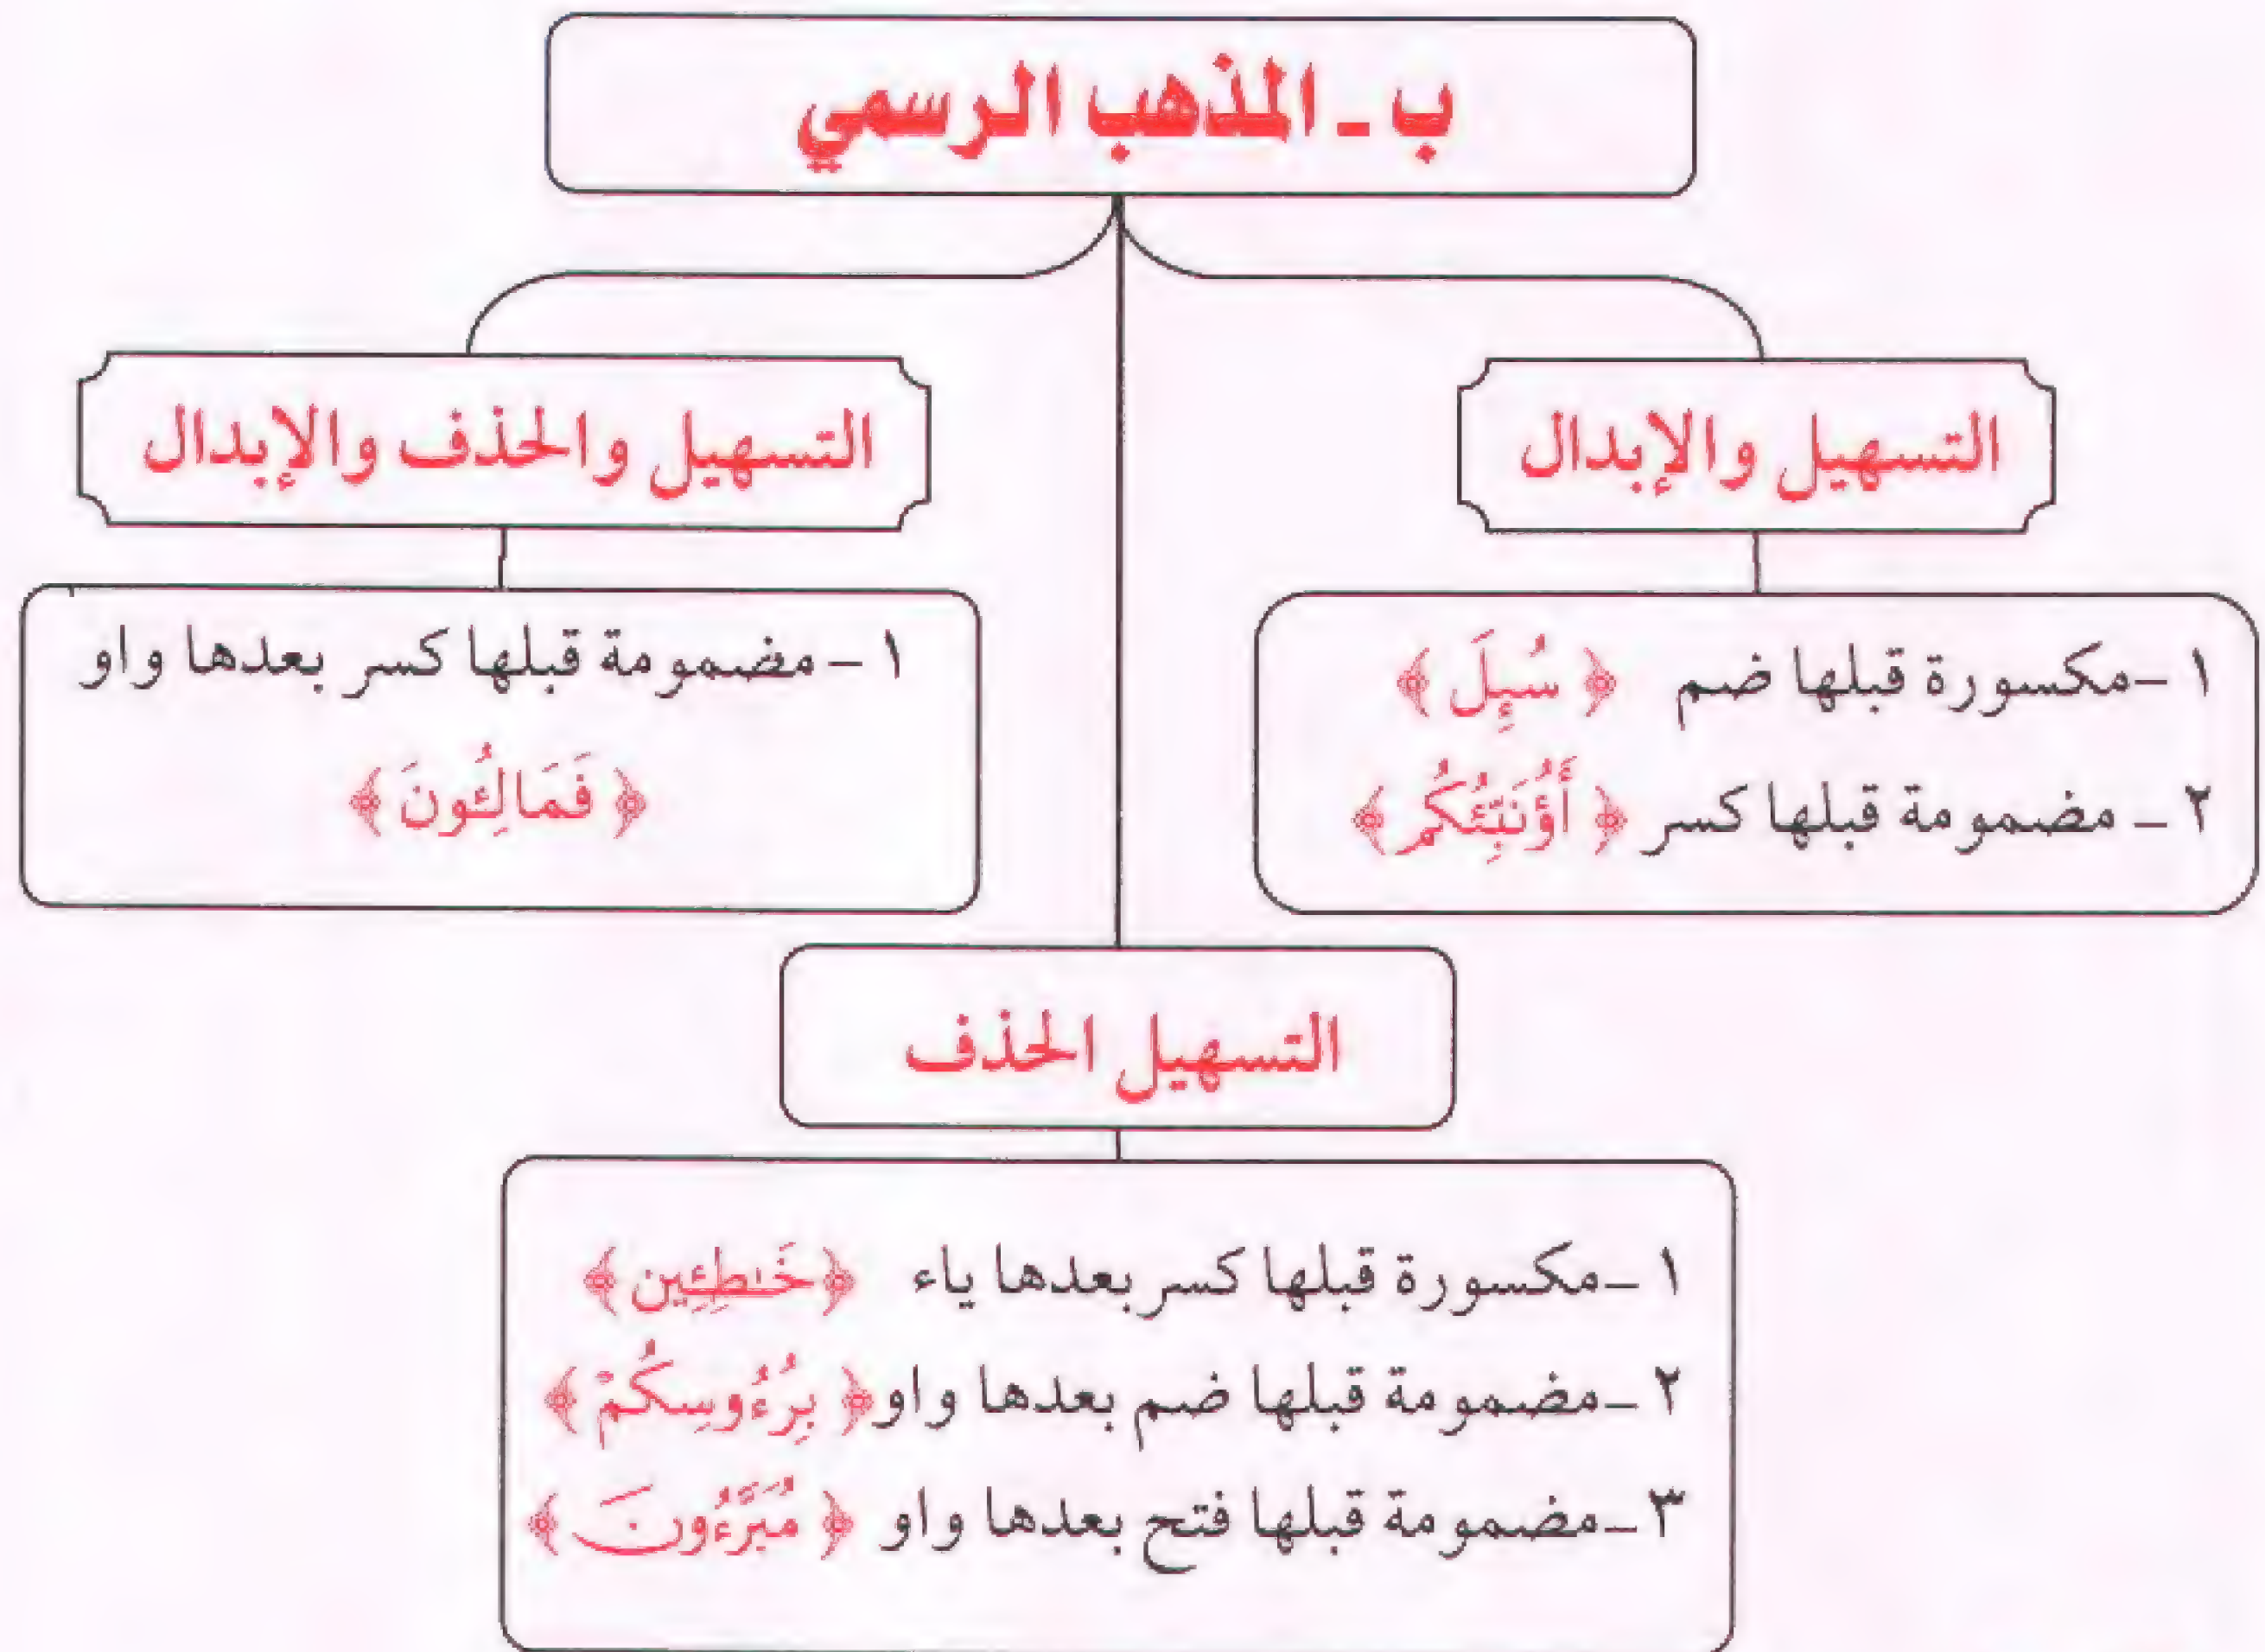 ب ـ المذهب الرسمي
التسهيل والإبدال
١ – مكسورة قبلها ضم ﴿ سُئِلَ ﴾
٢ – مضمومة قبلها كسر ﴿ أَؤُنَبِّئُكُم ﴾
التسهيل والحذف والإبدال
١ – مضمومة قبلها كسر بعدها واو
﴿ فَمَالِئُونَ ﴾
التسهيل الحذف
١ – مكسورة قبلها كسر بعدها ياء ﴿ خَـٰطِـِٔين ﴾
٢ – مضمومة قبلها ضم بعدها واو ﴿ بِرُءُوسِكُمْ ﴾
٣ – مضمومة قبلها فتح بعدها واو ﴿ مُبَرَّءُونَ ﴾